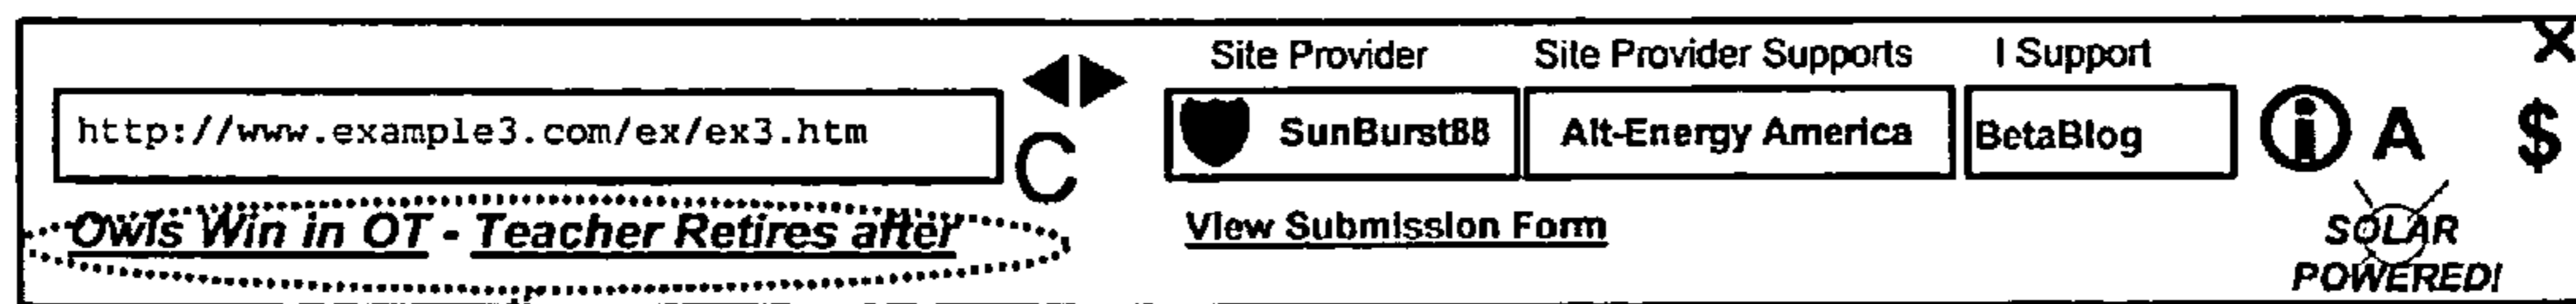 Site Provider Site Provider Supports I Support X
http://www.example3.com/ex/ex3.htm C SunBurst88 Alt-Energy America BetaBlog i A $
Owls Win in OT - Teacher Retires after View Submission Form SOLAR
POWERED!